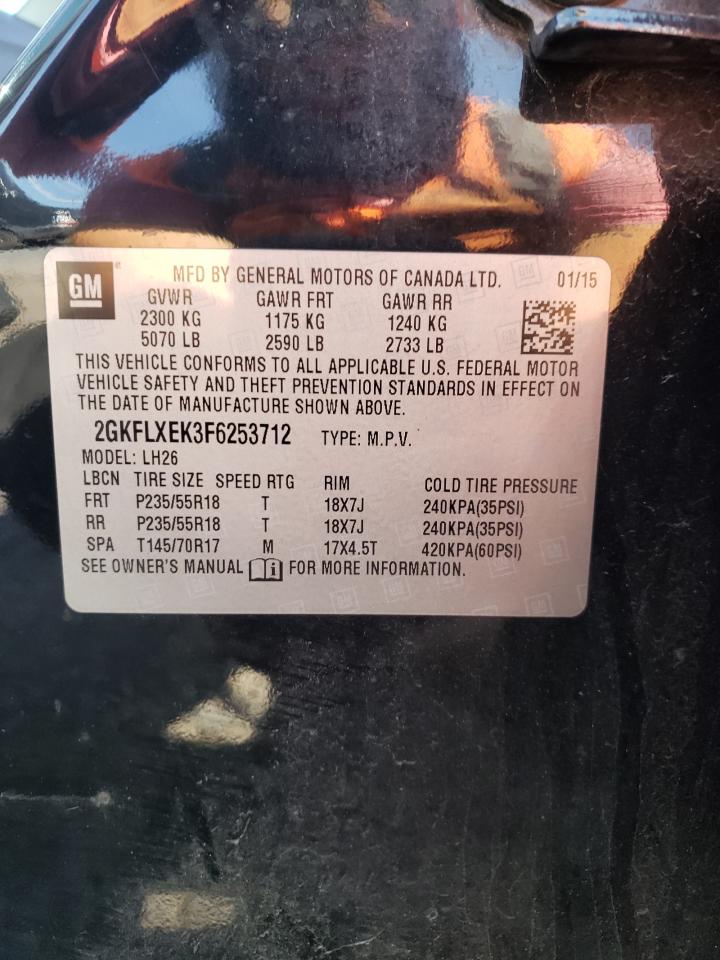 GM MFD BY GENERAL MOTORS OF CANADA LTD. 01/15
GVWR GAWR FRT GAWR RR
2300 KG 1175 KG 1240 KG
5070 LB 2590 LB 2733 LB
THIS VEHICLE CONFORMS TO ALL APPLICABLE U.S. FEDERAL MOTOR
VEHICLE SAFETY AND THEFT PREVENTION STANDARDS IN EFFECT ON
THE DATE OF MANUFACTURE SHOWN ABOVE.
2GKFLXEK3F6253712 TYPE: M.P.V.
MODEL: LH26
LBCN TIRE SIZE SPEED RTG RIM COLD TIRE PRESSURE
FRT P235/55R18 T 18X7J 240KPA(35PSI)
RR P235/55R18 T 18X7J 240KPA(35PSI)
SPA T145/70R17 M 17X4.5T 420KPA(60PSI)
SEE OWNER'S MANUAL i FOR MORE INFORMATION.